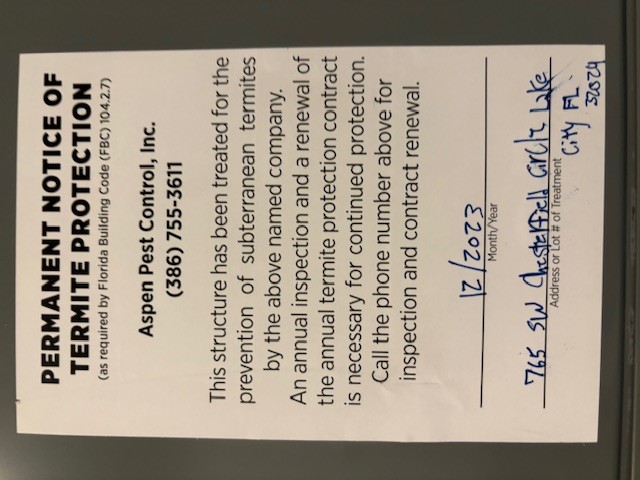 PERMANENT NOTICE OF
TERMITE PROTECTION
(as required by Florida Building Code (FBC) 104.2.7)
Aspen Pest Control, Inc.
(386) 755-3611
This structure has been treated for the
prevention of subterranean termites
by the above named company.
An annual inspection and a renewal of
the annual termite protection contract
is necessary for continued protection.
Call the phone number above for
inspection and contract renewal.
12/2023
Month/Year
765 SW Chesterfield Circle Lake
City FL.
32024
Address or Lot # of Treatment